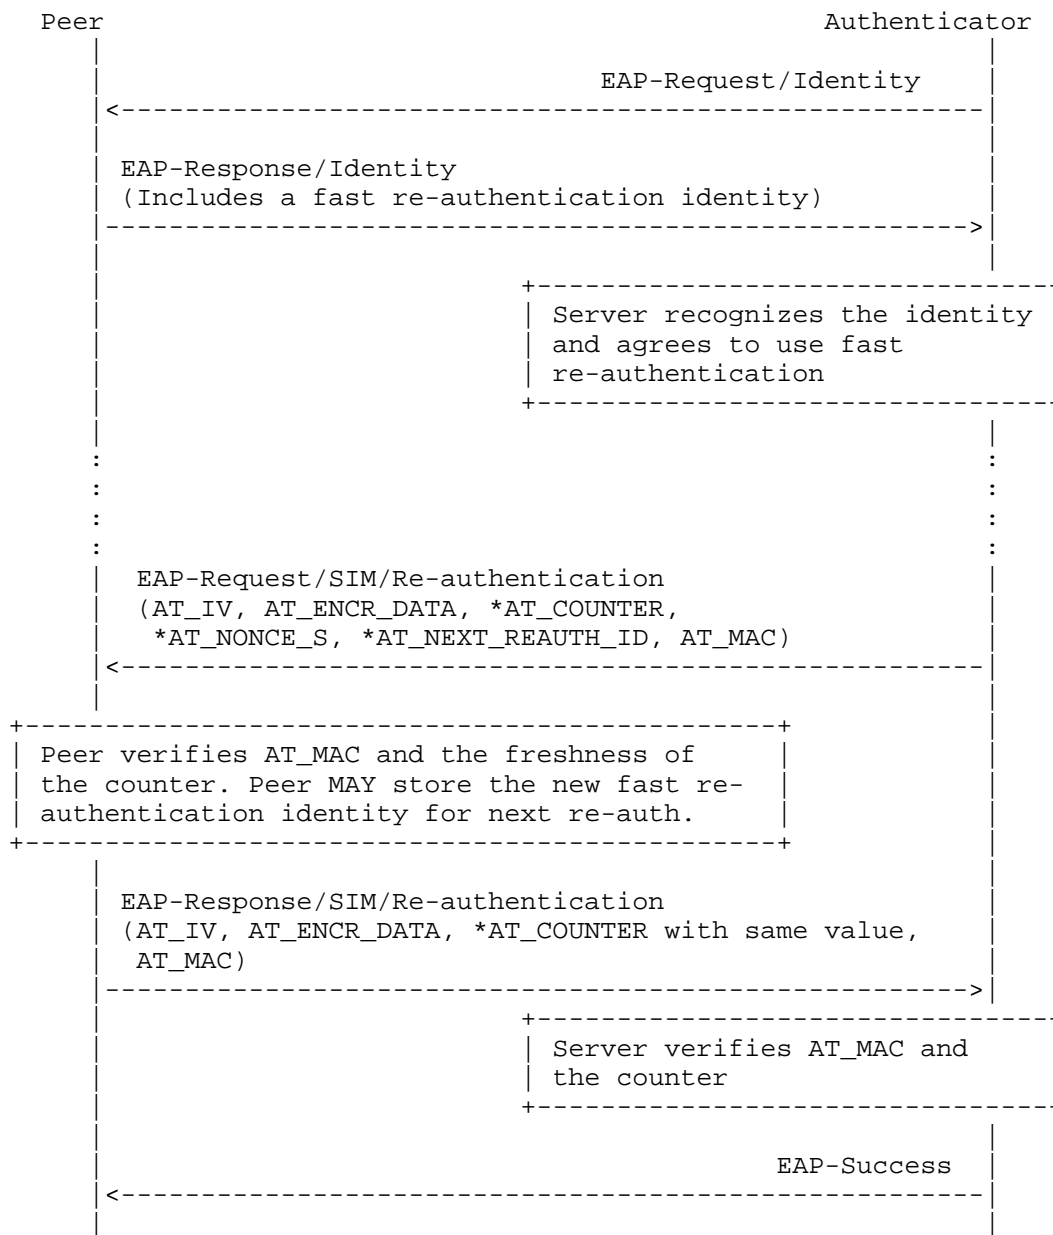 Peer Authenticator
EAP-Request/Identity
EAP-Response/Identity
(Includes a fast re-authentication identity)
Server recognizes the identity
and agrees to use fast
re-authentication
EAP-Request/SIM/Re-authentication
(AT_IV, AT_ENCR_DATA, *AT_COUNTER,
*AT_NONCE_S, *AT_NEXT_REAUTH_ID, AT_MAC)
Peer verifies AT_MAC and the freshness of
the counter. Peer MAY store the new fast re-
authentication identity for next re-auth.
EAP-Response/SIM/Re-authentication
(AT_IV, AT_ENCR_DATA, *AT_COUNTER with same value,
AT_MAC)
Server verifies AT_MAC and
the counter
EAP-Success